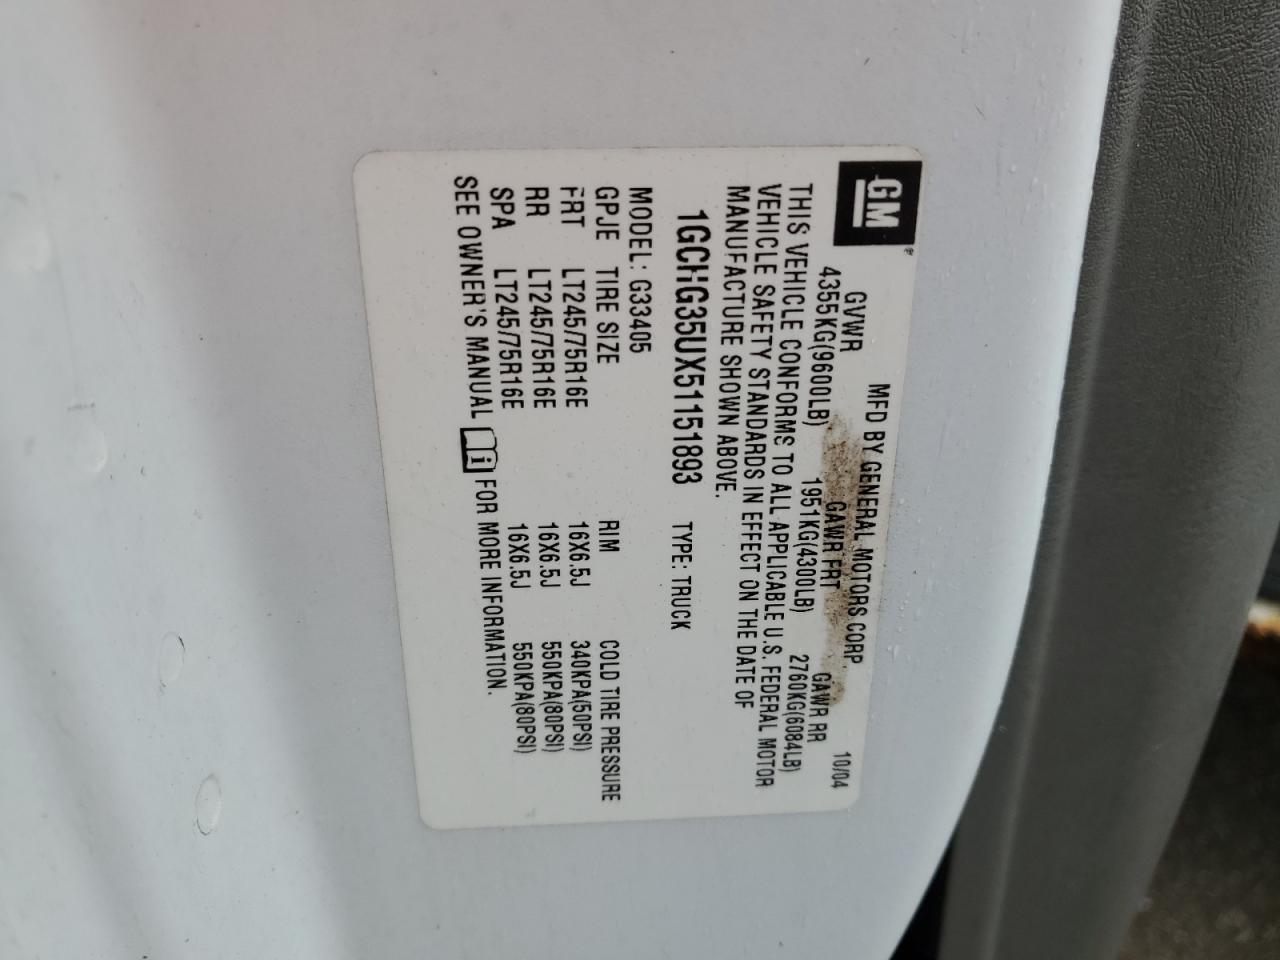 GM
MFD BY GENERAL MOTORS CORP 10/04
GVWR GAWR FRT GAWR RR
4355KG(9600LB) 1951KG(4300LB) 2760KG(6084LB)
THIS VEHICLE CONFORMS TO ALL APPLICABLE U.S. FEDERAL MOTOR
VEHICLE SAFETY STANDARDS IN EFFECT ON THE DATE OF
MANUFACTURE SHOWN ABOVE.
1GCHG35UX51151893 TYPE: TRUCK
MODEL: G33405
GPJE TIRE SIZE RIM COLD TIRE PRESSURE
FRT LT245/75R16E 16X6.5J 340KPA(50PSI)
RR LT245/75R16E 16X6.5J 550KPA(80PSI)
SPA LT245/75R16E 16X6.5J 550KPA(80PSI)
SEE OWNER'S MANUAL i FOR MORE INFORMATION.